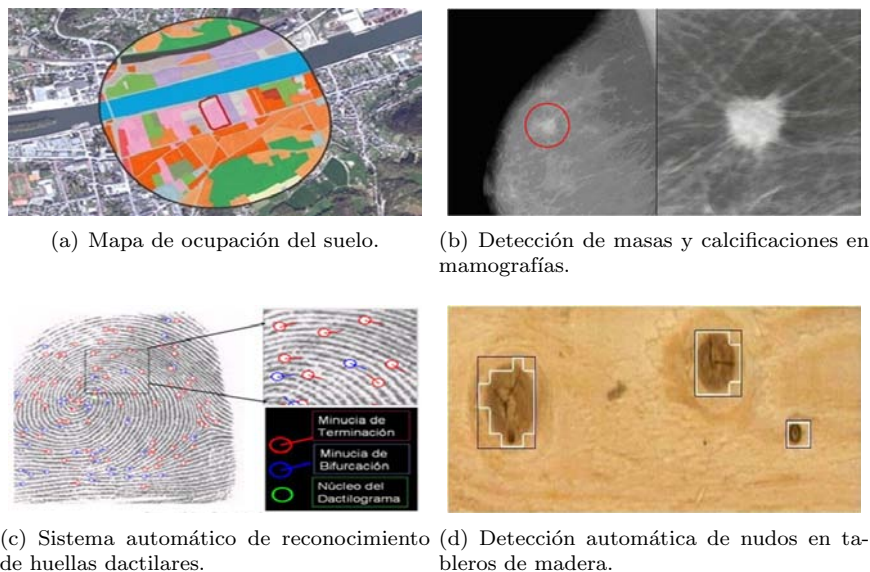 (a) Mapa de ocupación del suelo.
(b) Detección de masas y calcificaciones en
mamografías.
Minucia de
Terminación
Minucia de
Bifurcación
Núcleo del
Dactilograma
(c) Sistema automático de reconocimiento
de huellas dactilares.
(d) Detección automática de nudos en ta-
bleros de madera.